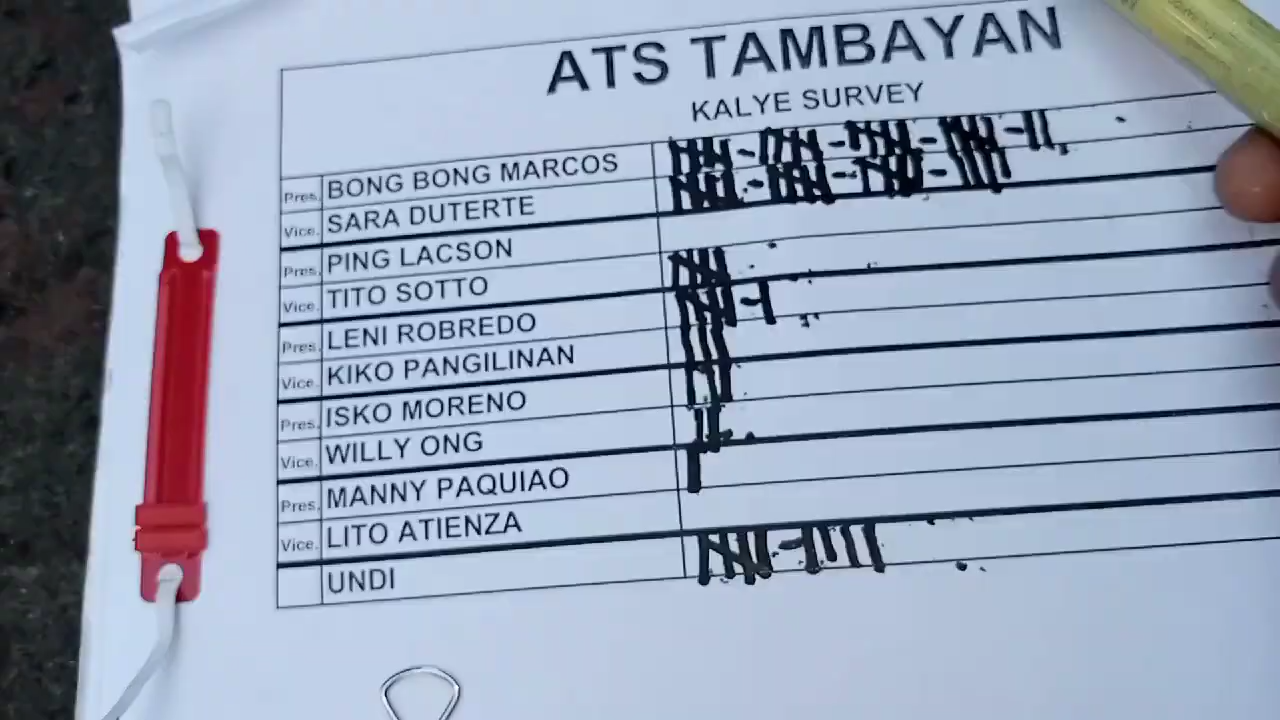 ATS TAMBAYAN
KALYE SURVEY
Pres. BONG BONG MARCOS
Vice. SARA DUTERTE
Pres. PING LACSON
Vice. TITO SOTTO
Pres. LENI ROBREDO
Vice. KIKO PANGILINAN
Pres. ISKO MORENO
Vice. WILLY ONG
Pres. MANNY PAQUIAO
Vice. LITO ATIENZA
UNDI